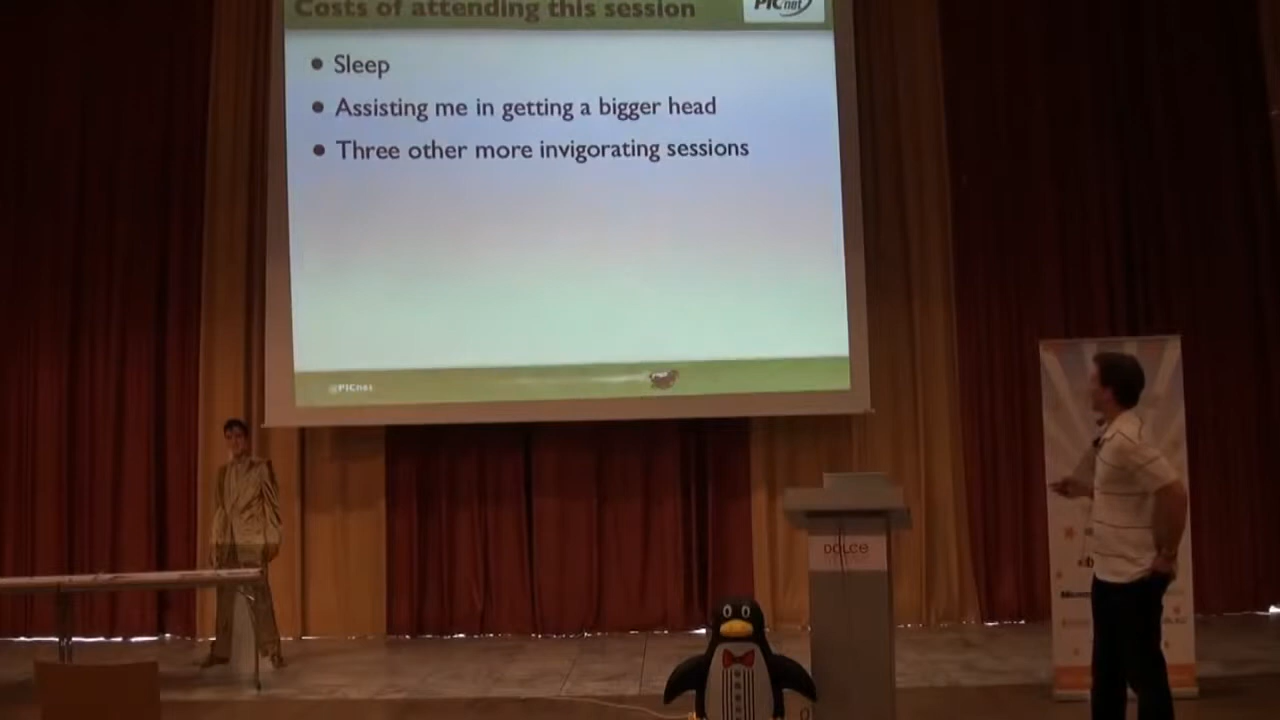 Costs of attending this session
PICnet
Sleep
Assisting me in getting a bigger head
Three other more invigorating sessions
@PICnet
DOLCE